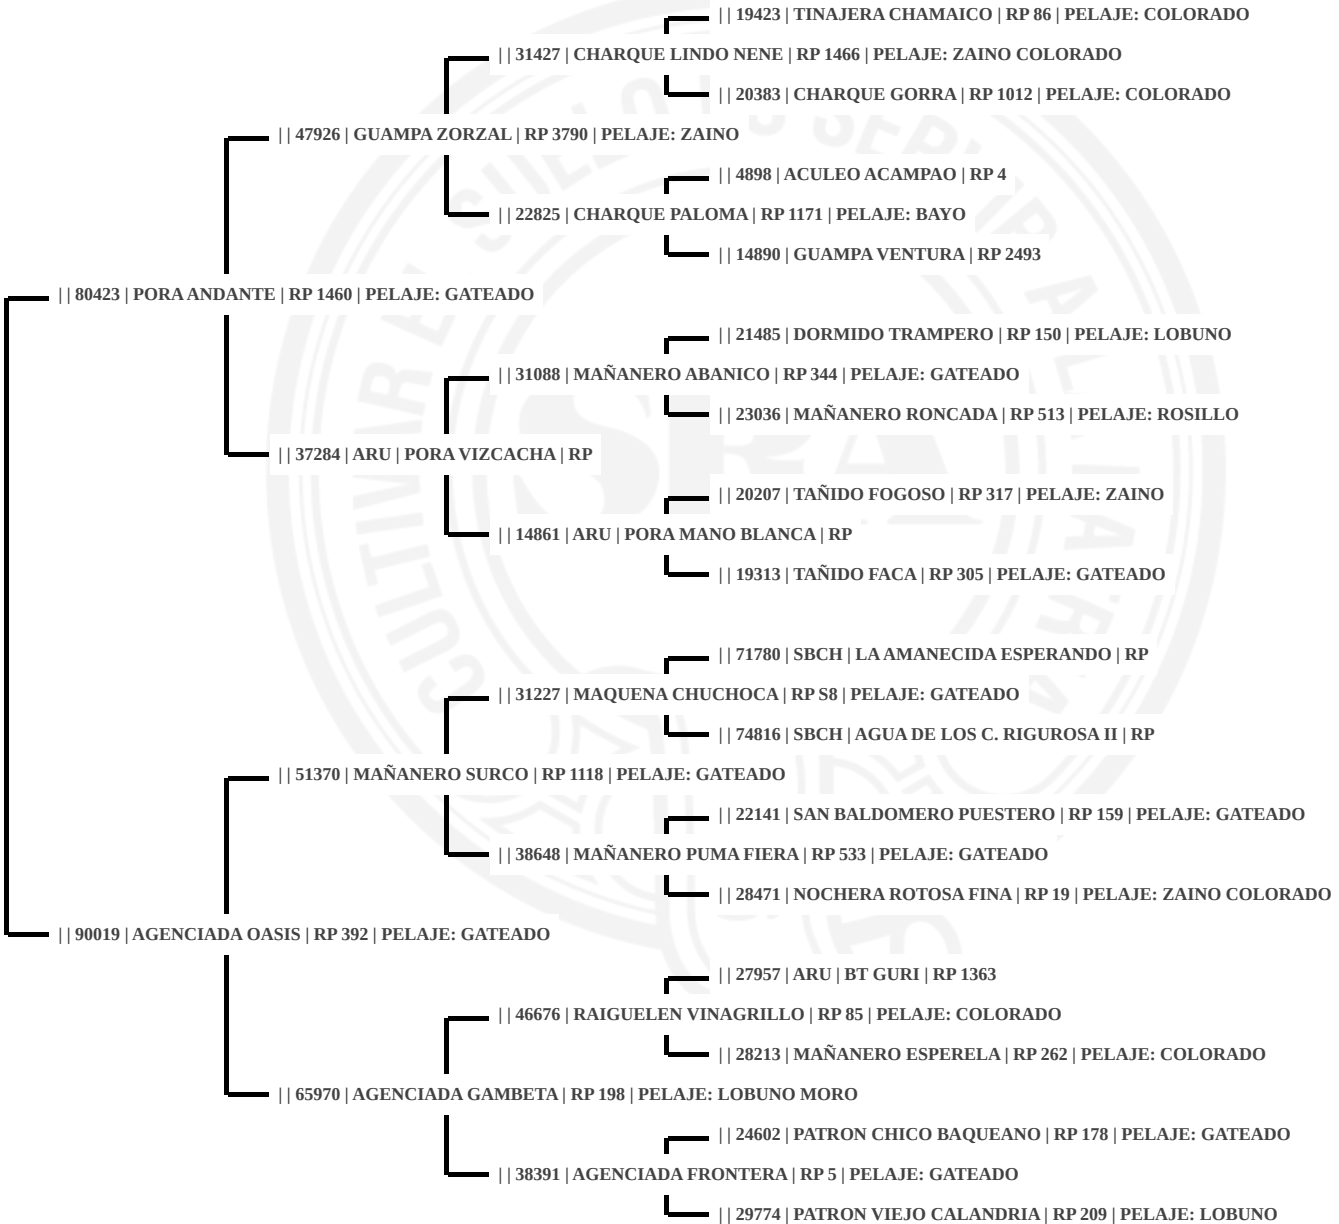 | | 19423 | TINAJERA CHAMAICO | RP 86 | PELAJE: COLORADO
| | 31427 | CHARQUE LINDO NENE | RP 1466 | PELAJE: ZAINO COLORADO
| | 20383 | CHARQUE GORRA | RP 1012 | PELAJE: COLORADO
| | 47926 | GUAMPA ZORZAL | RP 3790 | PELAJE: ZAINO
| | 4898 | ACULEO ACAMPAO | RP 4
| | 22825 | CHARQUE PALOMA | RP 1171 | PELAJE: BAYO
| | 14890 | GUAMPA VENTURA | RP 2493
| | 80423 | PORA ANDANTE | RP 1460 | PELAJE: GATEADO
| | 21485 | DORMIDO TRAMPERO | RP 150 | PELAJE: LOBUNO
| | 31088 | MAÑANERO ABANICO | RP 344 | PELAJE: GATEADO
| | 23036 | MAÑANERO RONCADA | RP 513 | PELAJE: ROSILLO
| | 37284 | ARU | PORA VIZCACHA | RP
| | 20207 | TAÑIDO FOGOSO | RP 317 | PELAJE: ZAINO
| | 14861 | ARU | PORA MANO BLANCA | RP
| | 19313 | TAÑIDO FACA | RP 305 | PELAJE: GATEADO
| | 71780 | SBCH | LA AMANECIDA ESPERANDO | RP
| | 31227 | MAQUENA CHUCHOCA | RP S8 | PELAJE: GATEADO
| | 74816 | SBCH | AGUA DE LOS C. RIGUROSA II | RP
| | 51370 | MAÑANERO SURCO | RP 1118 | PELAJE: GATEADO
| | 22141 | SAN BALDOMERO PUESTERO | RP 159 | PELAJE: GATEADO
| | 38648 | MAÑANERO PUMA FIERA | RP 533 | PELAJE: GATEADO
| | 28471 | NOCHERA ROTOSA FINA | RP 19 | PELAJE: ZAINO COLORADO
| | 90019 | AGENCIADA OASIS | RP 392 | PELAJE: GATEADO
| | 27957 | ARU | BT GURI | RP 1363
| | 46676 | RAIGUELEN VINAGRILLO | RP 85 | PELAJE: COLORADO
| | 28213 | MAÑANERO ESPERELA | RP 262 | PELAJE: COLORADO
| | 65970 | AGENCIADA GAMBETA | RP 198 | PELAJE: LOBUNO MORO
| | 24602 | PATRON CHICO BAQUEANO | RP 178 | PELAJE: GATEADO
| | 38391 | AGENCIADA FRONTERA | RP 5 | PELAJE: GATEADO
| | 29774 | PATRON VIEJO CALANDRIA | RP 209 | PELAJE: LOBUNO